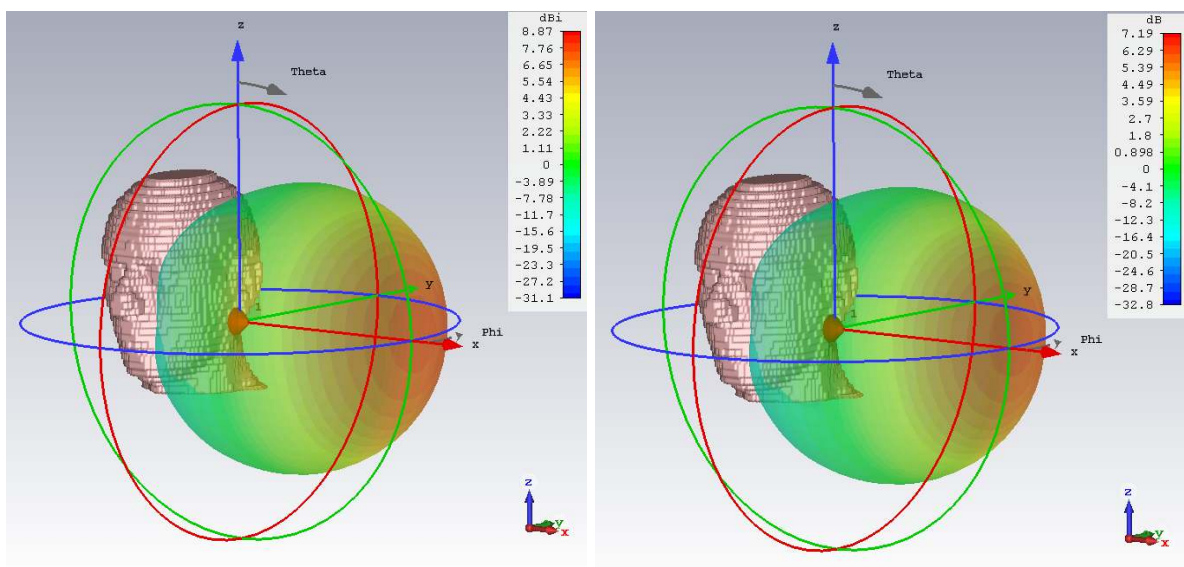 dBi
8.87
7.76
6.65
5.54
4.43
3.33
2.22
1.11
0
-3.89
-7.78
-11.7
-15.6
-19.5
-23.3
-27.2
-31.1
z
Theta
y
1
Phi
x
z
y
x
dB
7.19
6.29
5.39
4.49
3.59
2.7
1.8
0.898
0
-4.1
-8.2
-12.3
-16.4
-20.5
-24.6
-28.7
-32.8
z
Theta
y
1
Phi
x
z
y
x